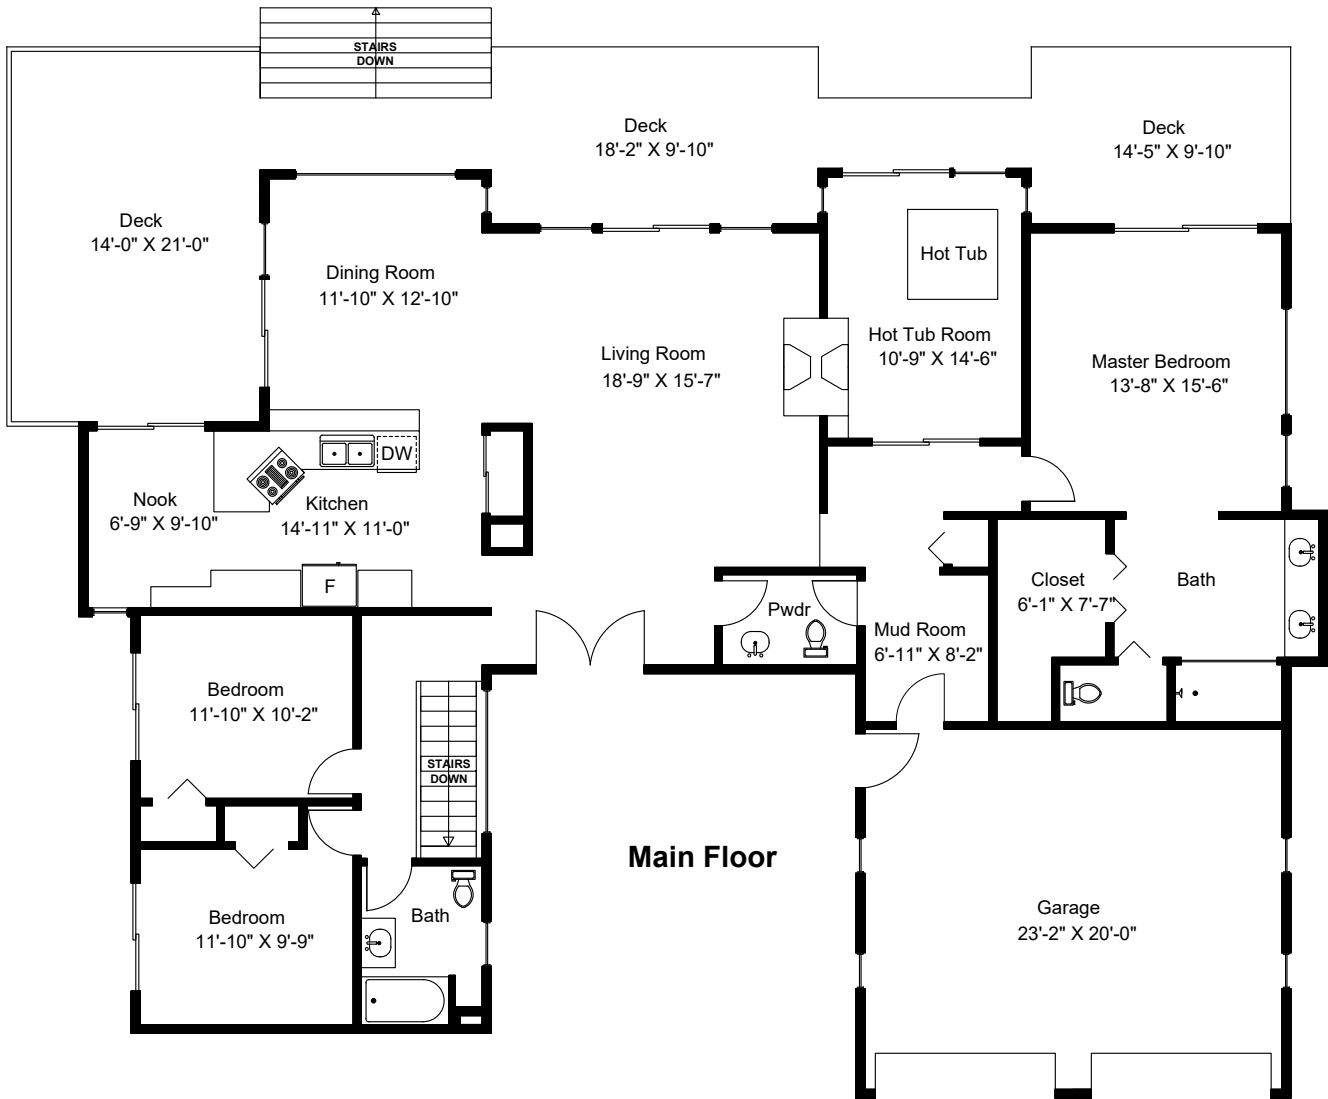 STAIRS
DOWN
Deck
18'-2" X 9'-10"
Deck
14'-5" X 9'-10"
Deck
14'-0" X 21'-0"
Dining Room
11'-10" X 12'-10"
Hot Tub
Hot Tub Room
10'-9" X 14'-6"
Living Room
18'-9" X 15'-7"
Master Bedroom
13'-8" X 15'-6"
DW
Nook
6'-9" X 9'-10"
Kitchen
14'-11" X 11'-0"
F
Closet
6'-1" X 7'-7"
Bath
Pwdr
Mud Room
6'-11" X 8'-2"
Bedroom
11'-10" X 10'-2"
STAIRS
DOWN
Main Floor
Bedroom
11'-10" X 9'-9"
Bath
Garage
23'-2" X 20'-0"